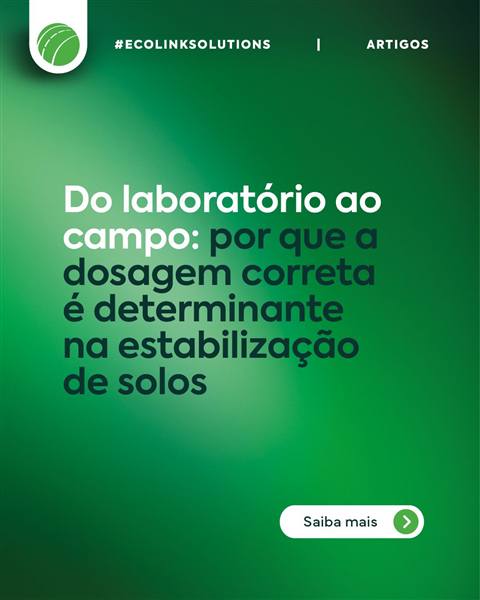 #ECOLINKSOLUTIONS | ARTIGOS
Do laboratório ao
campo: por que a
dosagem correta
é determinante
na estabilização
de solos
Saiba mais